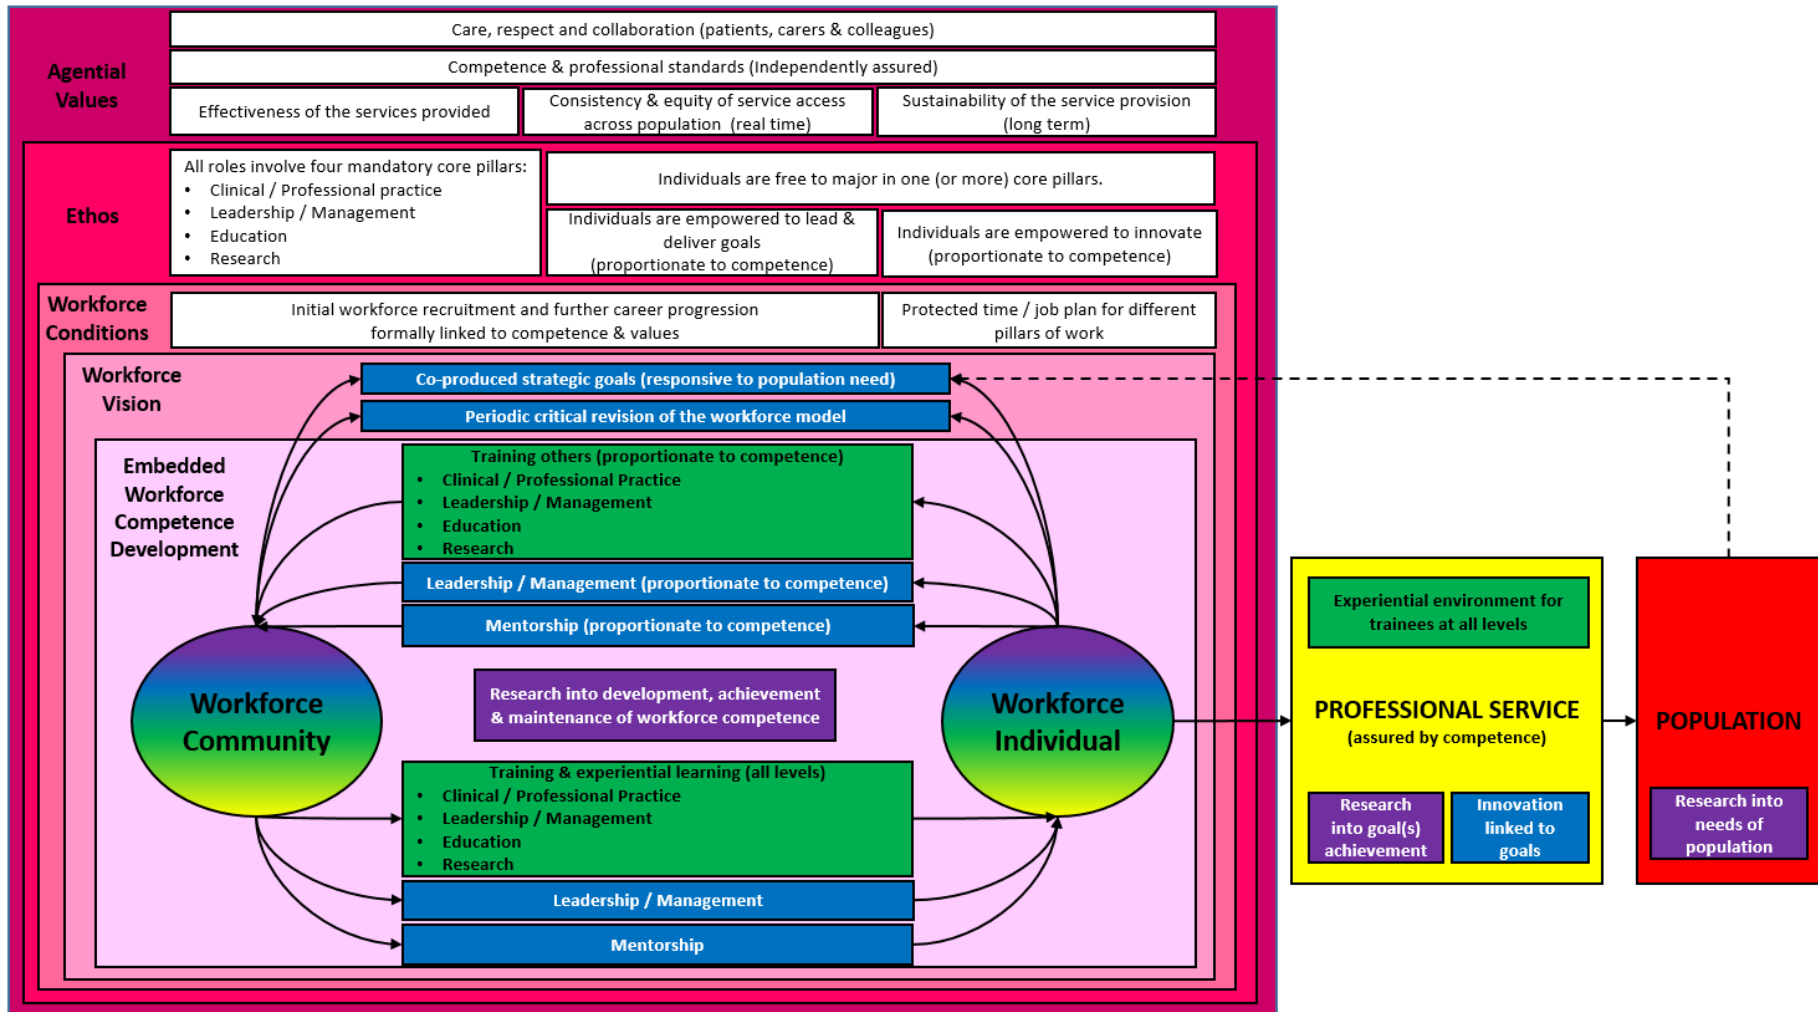 Agential
Values
Care, respect and collaboration (patients, carers & colleagues)
Competence & professional standards (Independently assured)
Effectiveness of the services provided
Consistency & equity of service access
across population (real time)
Sustainability of the service provision
(long term)
Ethos
All roles involve four mandatory core pillars:
• Clinical / Professional practice
• Leadership / Management
• Education
• Research
Individuals are free to major in one (or more) core pillars.
Individuals are empowered to lead &
deliver goals
(proportionate to competence)
Individuals are empowered to innovate
(proportionate to competence)
Workforce
Conditions
Initial workforce recruitment and further career progression
formally linked to competence & values
Protected time / job plan for different
pillars of work
Workforce
Vision
Co-produced strategic goals (responsive to population need)
Periodic critical revision of the workforce model
Embedded
Workforce
Competence
Development
Training others (proportionate to competence)
• Clinical / Professional Practice
• Leadership / Management
• Education
• Research
Leadership / Management (proportionate to competence)
Mentorship (proportionate to competence)
Workforce
Community
Research into development, achievement
& maintenance of workforce competence
Workforce
Individual
Training & experiential learning (all levels)
• Clinical / Professional Practice
• Leadership / Management
• Education
• Research
Leadership / Management
Mentorship
Experiential environment for
trainees at all levels
PROFESSIONAL SERVICE
(assured by competence)
Research
into goal(s)
achievement
Innovation
linked to
goals
POPULATION
Research into
needs of
population